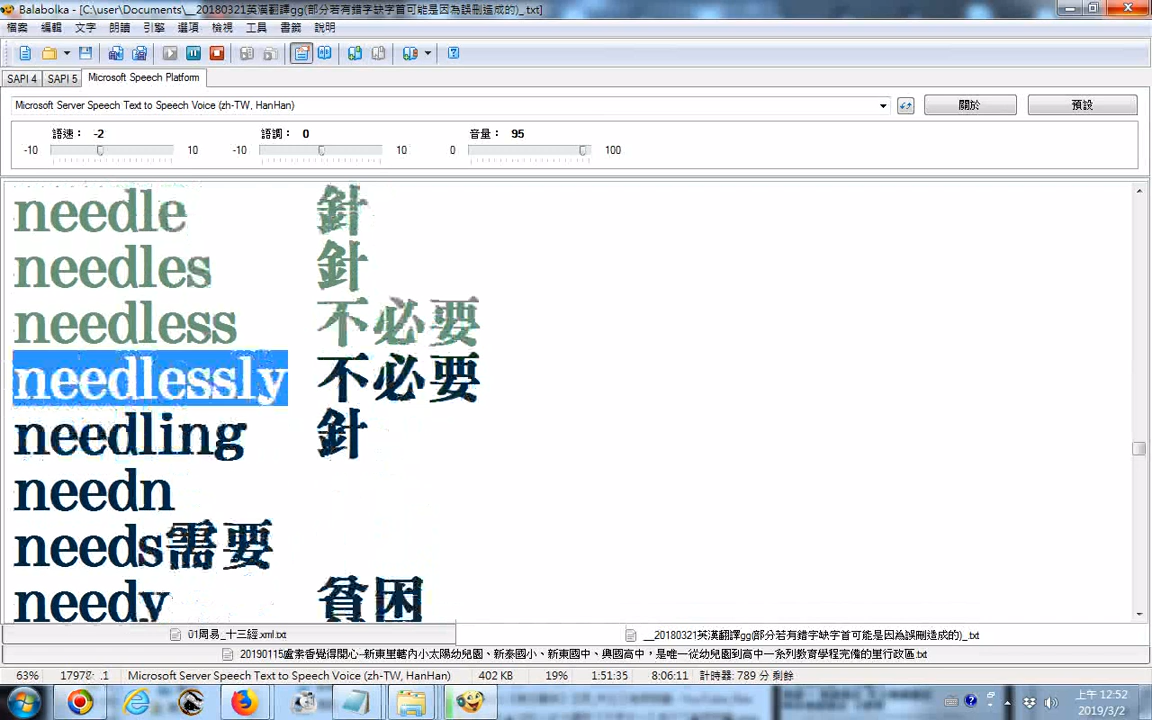 Balabolka - [C:\user\Documents\__20180321英漢翻譯gg(部分若有錯字缺字首可能是因為誤刪造成的)_.txt]
檔案 編輯 文字 朗讀 引擎 選項 檢視 工具 書籤 說明
SAPI 4 SAPI 5 Microsoft Speech Platform
Microsoft Server Speech Text to Speech Voice (zh-TW, HanHan) 關於 預設
語速： -2 語調： 0 音量： 95
-10 10 -10 10 0 100
needle 針
needles 針
needless 不必要
needlessly 不必要
needling 針
needn
needs需要
needy 貧困
01周易_十三經.xml.txt __20180321英漢翻譯gg(部分若有錯字缺字首可能是因為誤刪造成的)_.txt
20190115盧素香覺得開心-新東里轄內小太陽幼兒園、新泰國小、新東國中、興國高中，是唯一從幼兒園到高中一系列教育學程完備的里行政區.txt
63% Microsoft Server Speech Text to Speech Voice (zh-TW, HanHan) 402 KB 19% 1:51:35 8:06:11 計時器: 789 分 剩餘
上午 12:52
2019/3/2